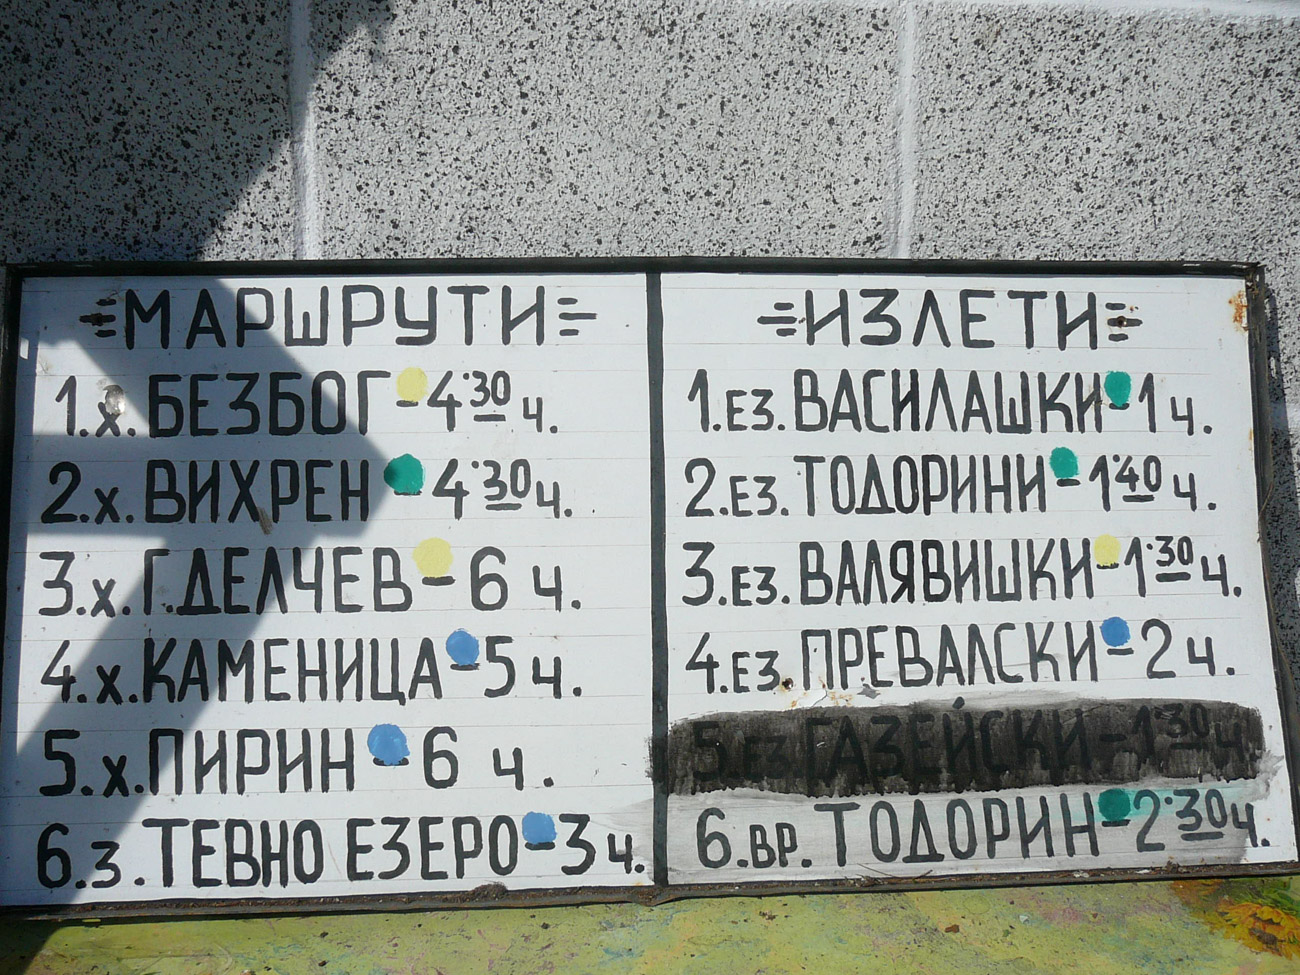 МАРШРУТИ
1.х. БЕЗБОГ - 4:30 ч.
2.х. ВИХРЕН - 4:30 ч.
3.х. Г. ДЕЛЧЕВ - 6 ч.
4.х. КАМЕНИЦА - 5 ч.
5.х. ПИРИН - 6 ч.
6.з. ТЕВНО ЕЗЕРО - 3 ч.
ИЗЛЕТИ
1.ЕЗ. ВАСИЛАШКИ - 1 ч.
2.ЕЗ. ТОДОРИНИ - 1:40 ч.
3.ЕЗ. ВАЛЯВИШКИ - 1:30 ч.
4.ЕЗ. ПРЕВАЛСКИ - 2 ч.
5.ЕЗ. ГАЗЕЙСКИ - 1:30 ч.
6.ВР. ТОДОРИН - 2:30 ч.